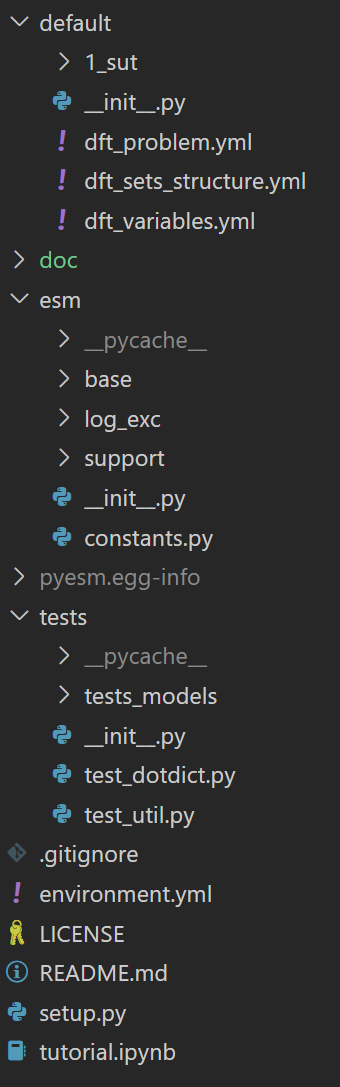 default
1_sut
__init__.py
dft_problem.yml
dft_sets_structure.yml
dft_variables.yml
doc
esm
__pycache__
base
log_exc
support
__init__.py
constants.py
pyesm.egg-info
tests
__pycache__
tests_models
__init__.py
test_dotdict.py
test_util.py
.gitignore
environment.yml
LICENSE
README.md
setup.py
tutorial.ipynb